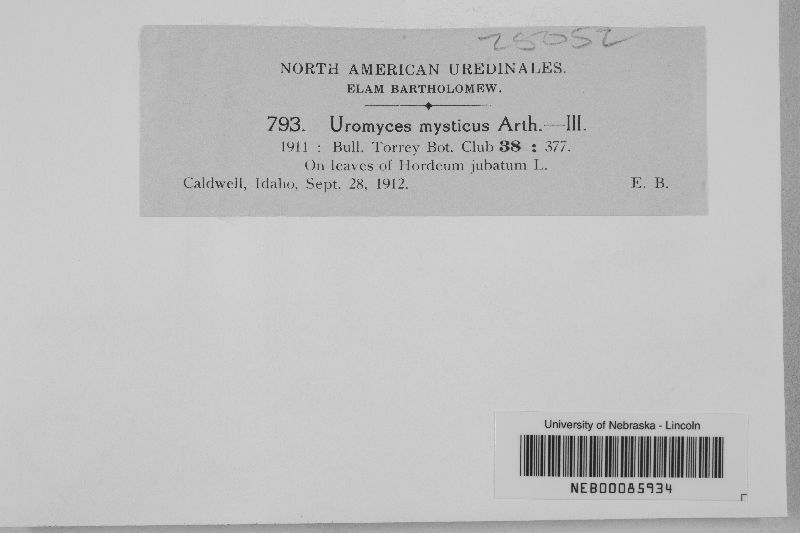 25052
NORTH AMERICAN UREDINALES.
ELAM BARTHOLOMEW.
793. Uromyces mysticus Arth.—III.
1911 : Bull. Torrey Bot. Club 38 : 377.
On leaves of Hordeum jubatum L.
Caldwell, Idaho, Sept. 28, 1912. E. B.
University of Nebraska - Lincoln
NEB00085934